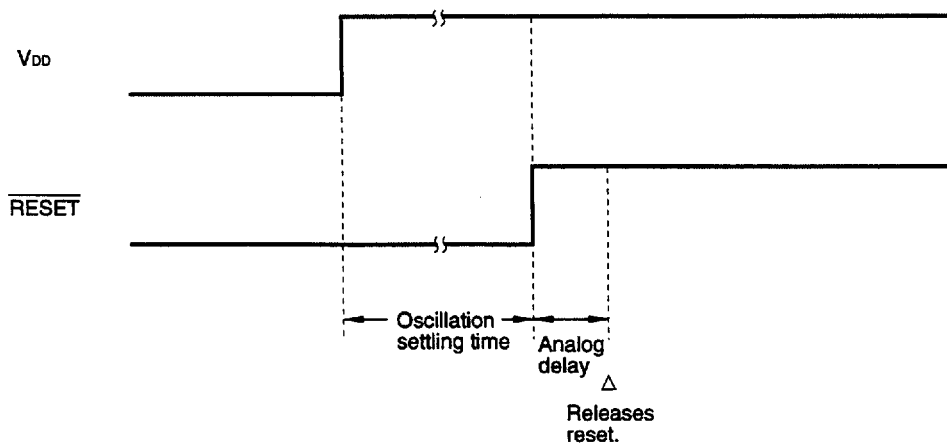 VDD
RESET
Oscillation
settling time
Analog
delay
Releases
reset.